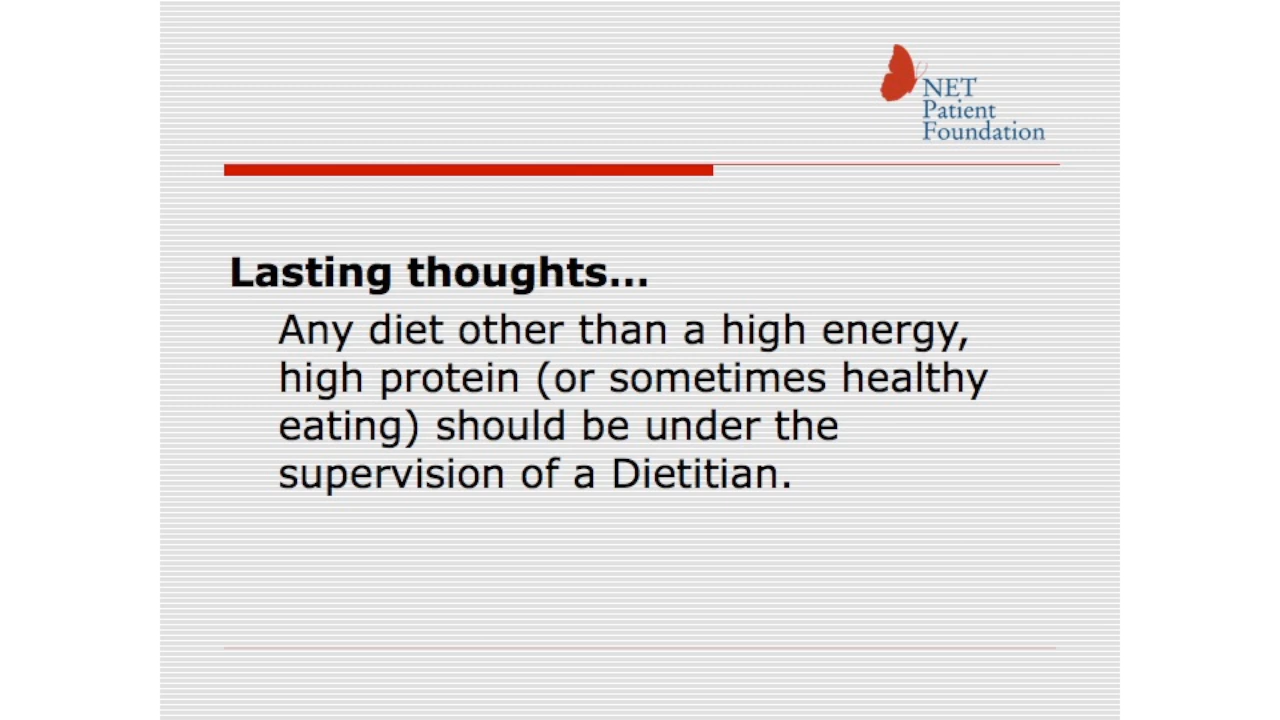 NET
Patient
Foundation
Lasting thoughts…
Any diet other than a high energy,
high protein (or sometimes healthy
eating) should be under the
supervision of a Dietitian.